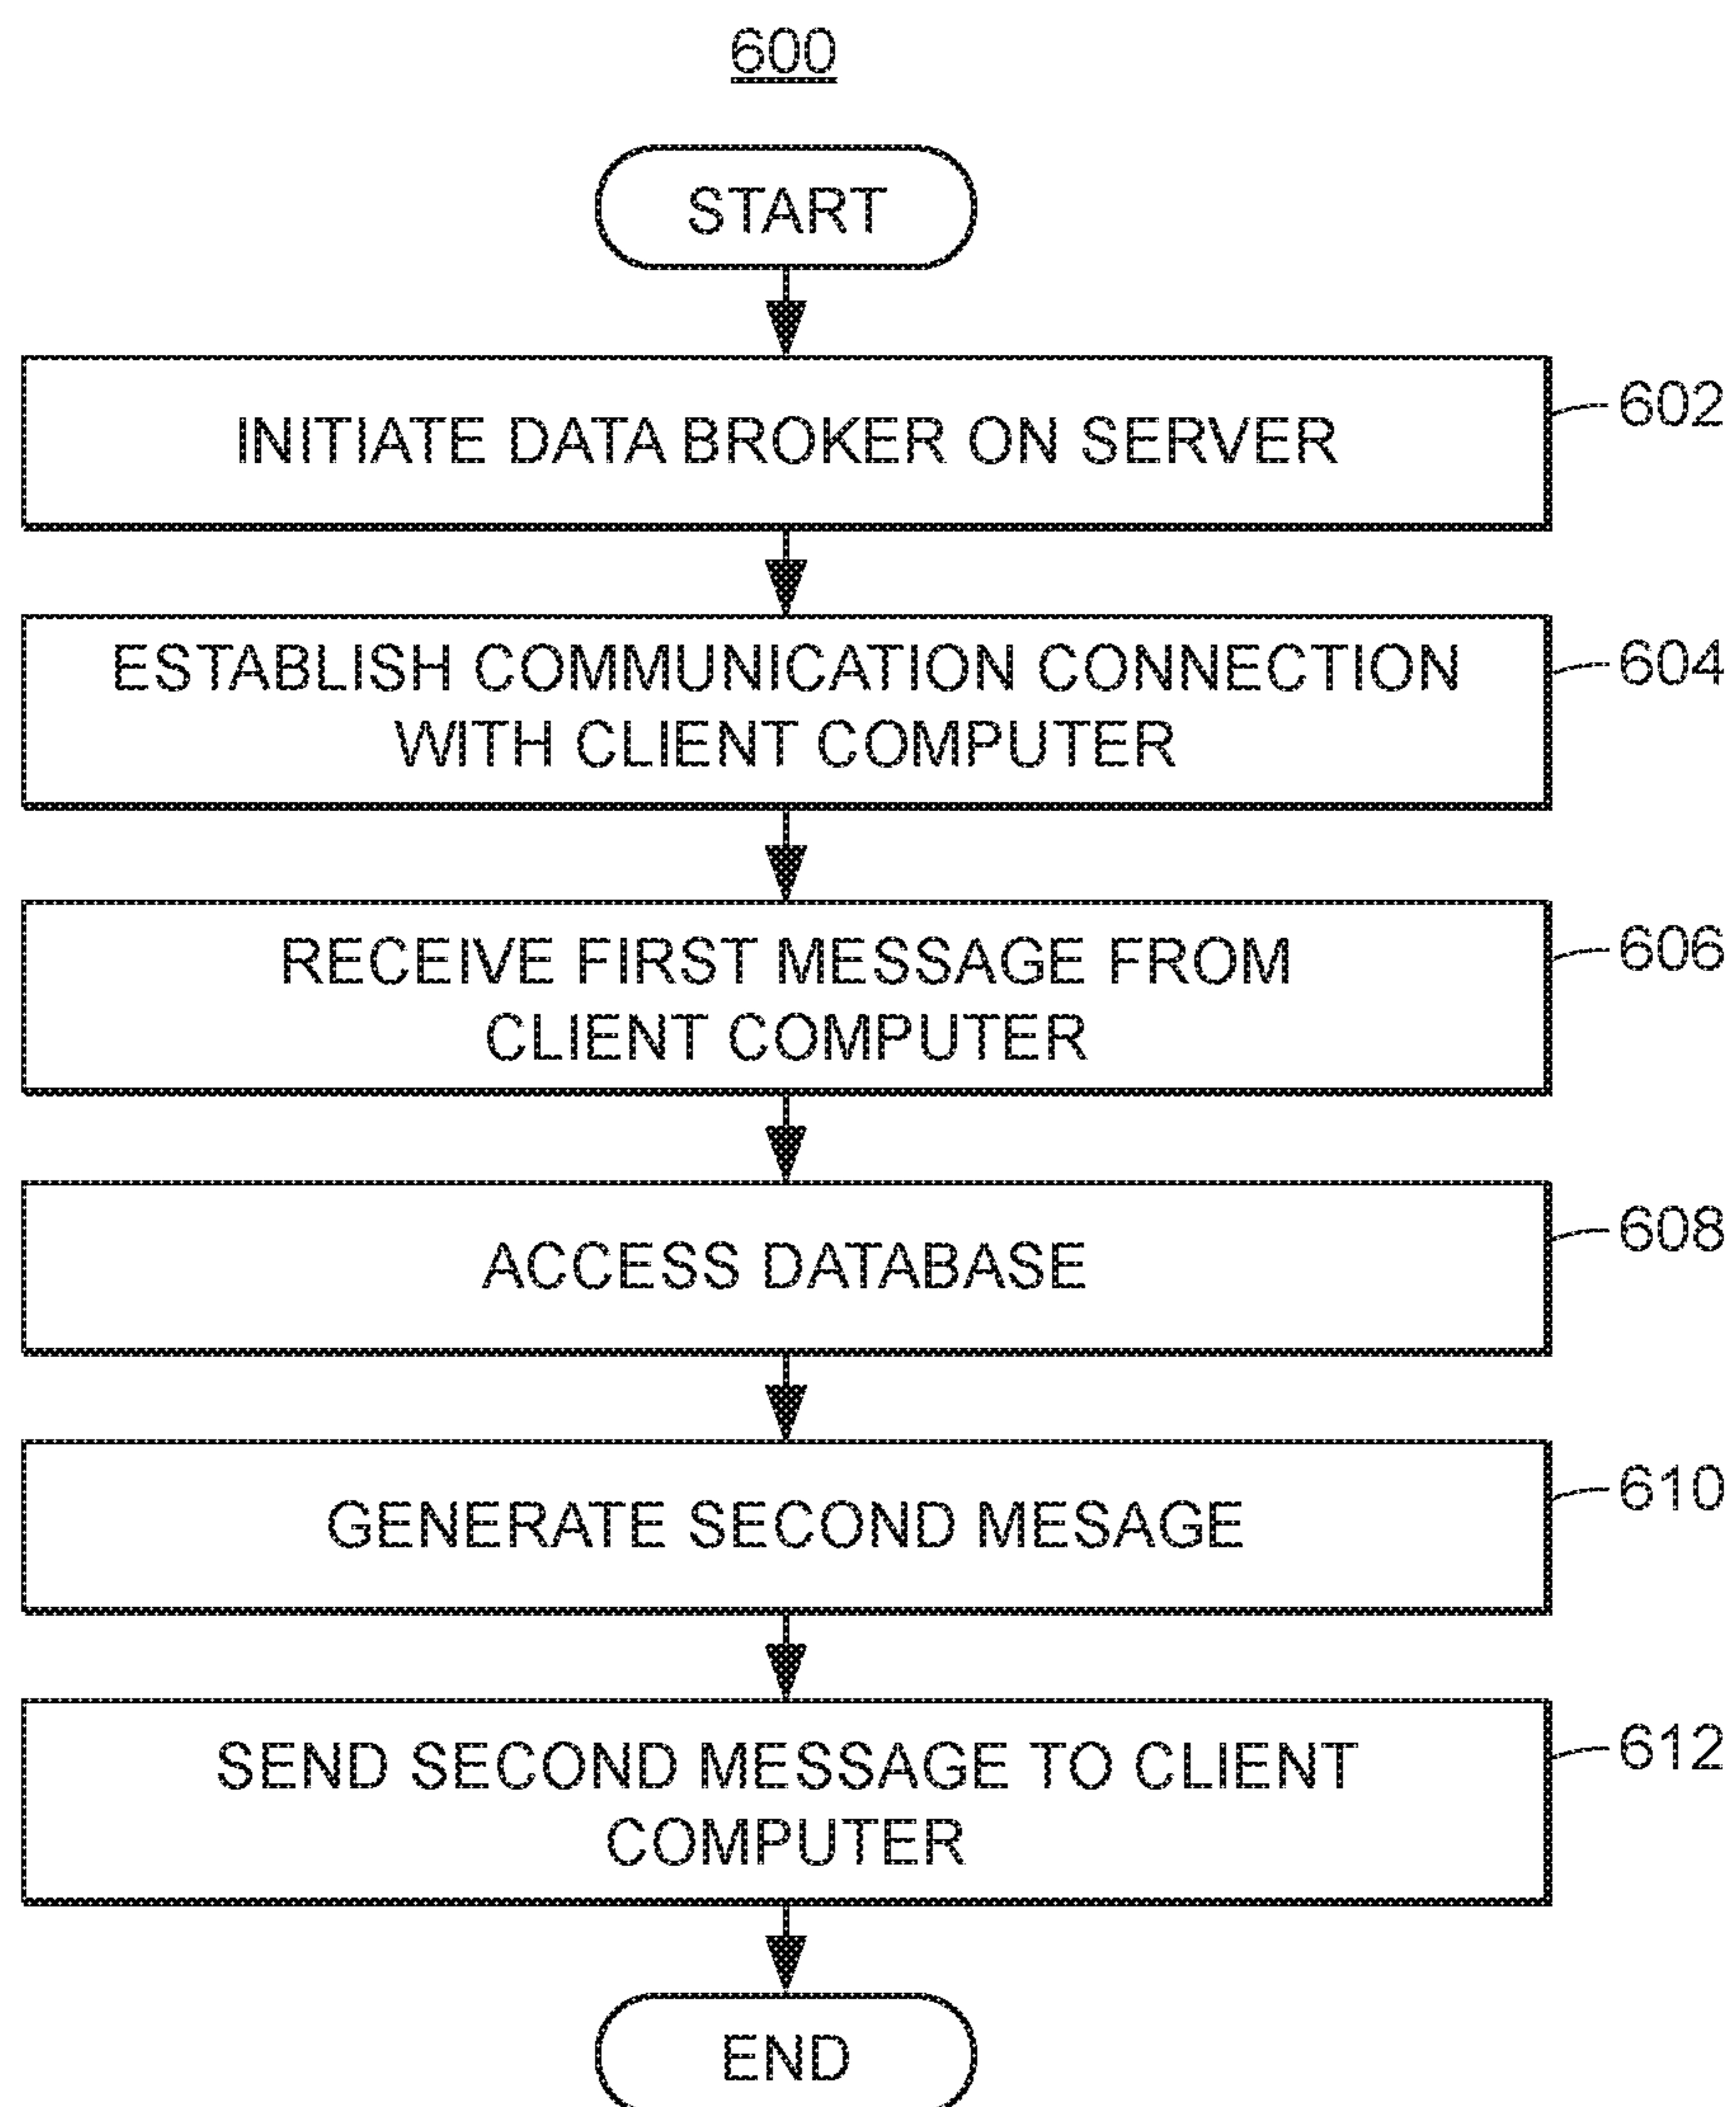 600
START
INITIATE DATA BROKER ON SERVER
602
ESTABLISH COMMUNICATION CONNECTION
WITH CLIENT COMPUTER
604
RECEIVE FIRST MESSAGE FROM
CLIENT COMPUTER
606
ACCESS DATABASE
608
GENERATE SECOND MESAGE
610
SEND SECOND MESSAGE TO CLIENT
COMPUTER
612
END